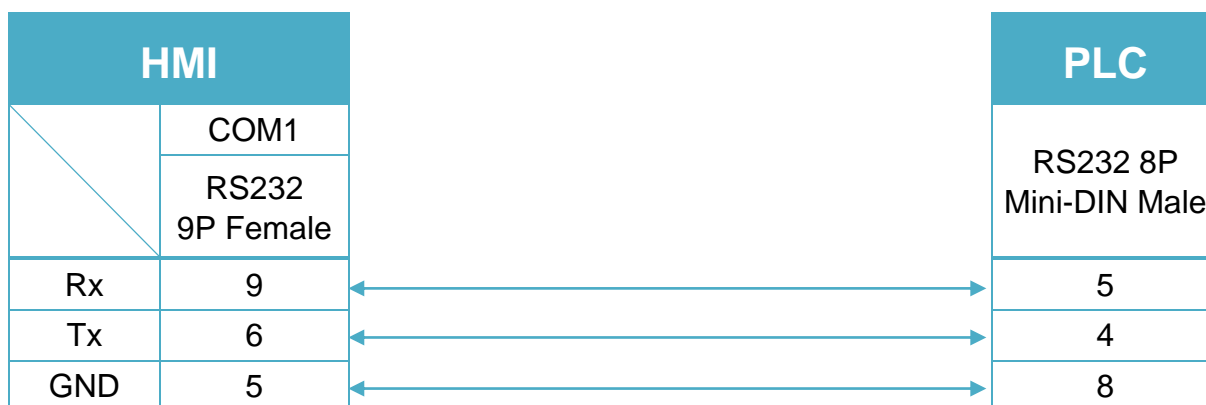 HMI PLC
COM1
RS232
9P Female
RS232 8P
Mini-DIN Male
Rx 9 5
Tx 6 4
GND 5 8